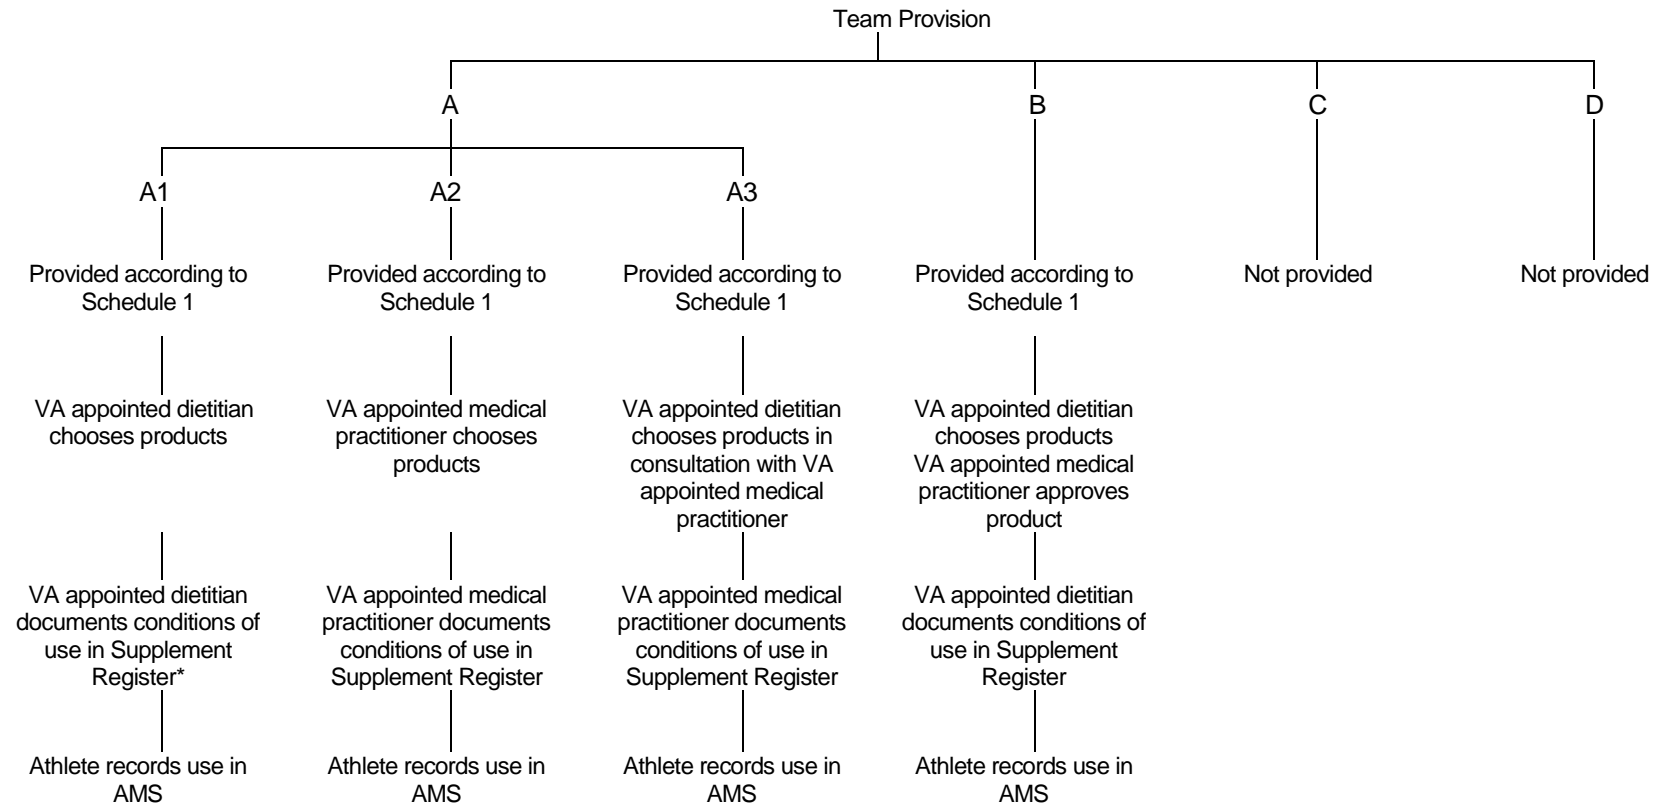 Team Provision
A
B
C
D
A1
A2
A3
Provided according to
Schedule 1
Provided according to
Schedule 1
Provided according to
Schedule 1
Provided according to
Schedule 1
Not provided
Not provided
VA appointed dietitian
chooses products
VA appointed medical
practitioner chooses
products
VA appointed dietitian
chooses products in
consultation with VA
appointed medical
practitioner
VA appointed dietitian
chooses products
VA appointed medical
practitioner approves
product
VA appointed dietitian
documents conditions of
use in Supplement
Register*
VA appointed medical
practitioner documents
conditions of use in
Supplement Register
VA appointed medical
practitioner documents
conditions of use in
Supplement Register
VA appointed dietitian
documents conditions of
use in Supplement
Register
Athlete records use in
AMS
Athlete records use in
AMS
Athlete records use in
AMS
Athlete records use in
AMS